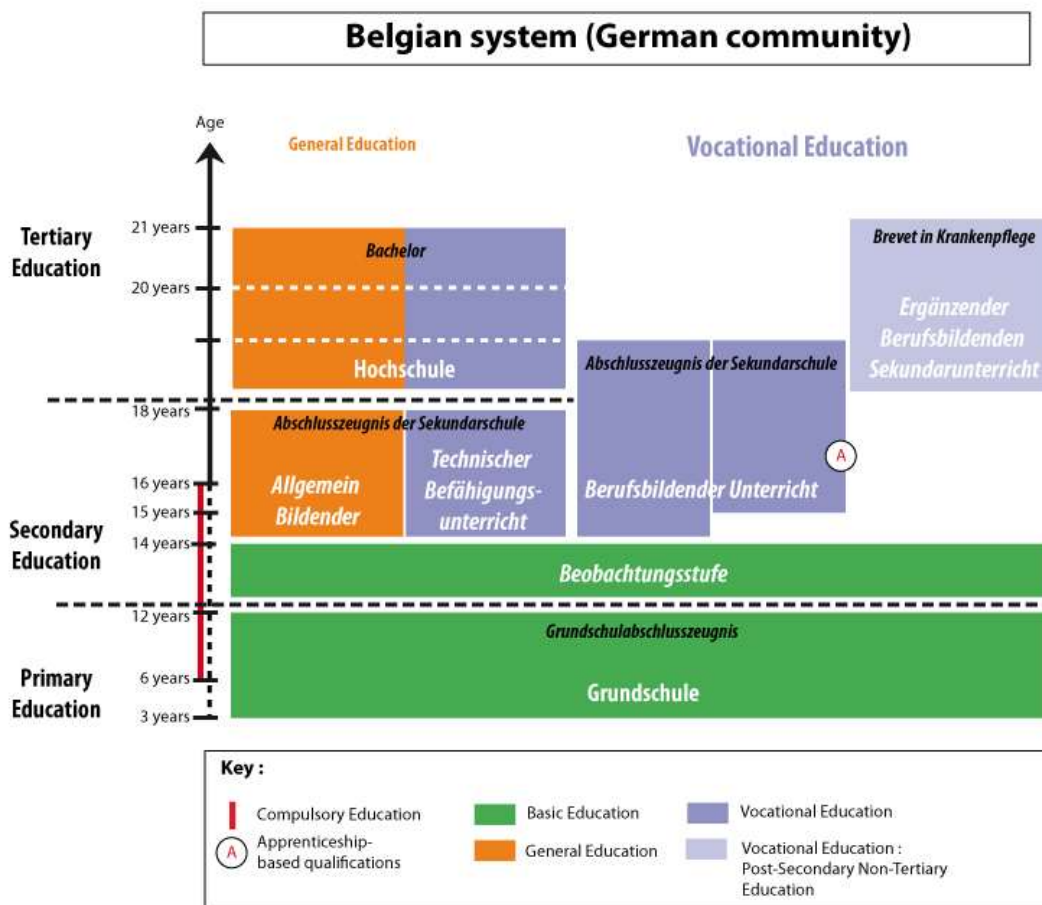 Belgian system (German community)
Age
General Education
Vocational Education
Tertiary
Education
21 years
20 years
18 years
16 years
15 years
14 years
12 years
6 years
3 years
Secondary
Education
Primary
Education
Bachelor
Hochschule
Brevet in Krankenpflege
Ergänzender
Berufsbildenden
Sekundarunterricht
Abschlusszeugnis der Sekundarschule
Abschlusszeugnis der Sekundarschule
Allgemein
Bildender
Technischer
Befähigungs-
unterricht
Berufsbildender Unterricht
A
Beobachtungsstufe
Grundschulabschlusszeugnis
Grundschule
Key :
Compulsory Education
A Apprenticeship-
based qualifications
Basic Education
General Education
Vocational Education
Vocational Education :
Post-Secondary Non-Tertiary
Education